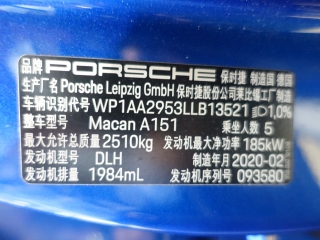 品牌 PORSCHE 保时捷 制造国 德国
生产厂名 Porsche Leipzig GmbH 保时捷股份公司莱比锡工厂制造
车辆识别代号 WP1AA2953LLB13521 1,0%
整车型号 Macan A151 乘坐人数 5
最大允许总质量 2510kg 发动机最大净功率 185kW
发动机型号 DLH 制造年月 2020-02
发动机排量 1984mL 发动机序列号 093580